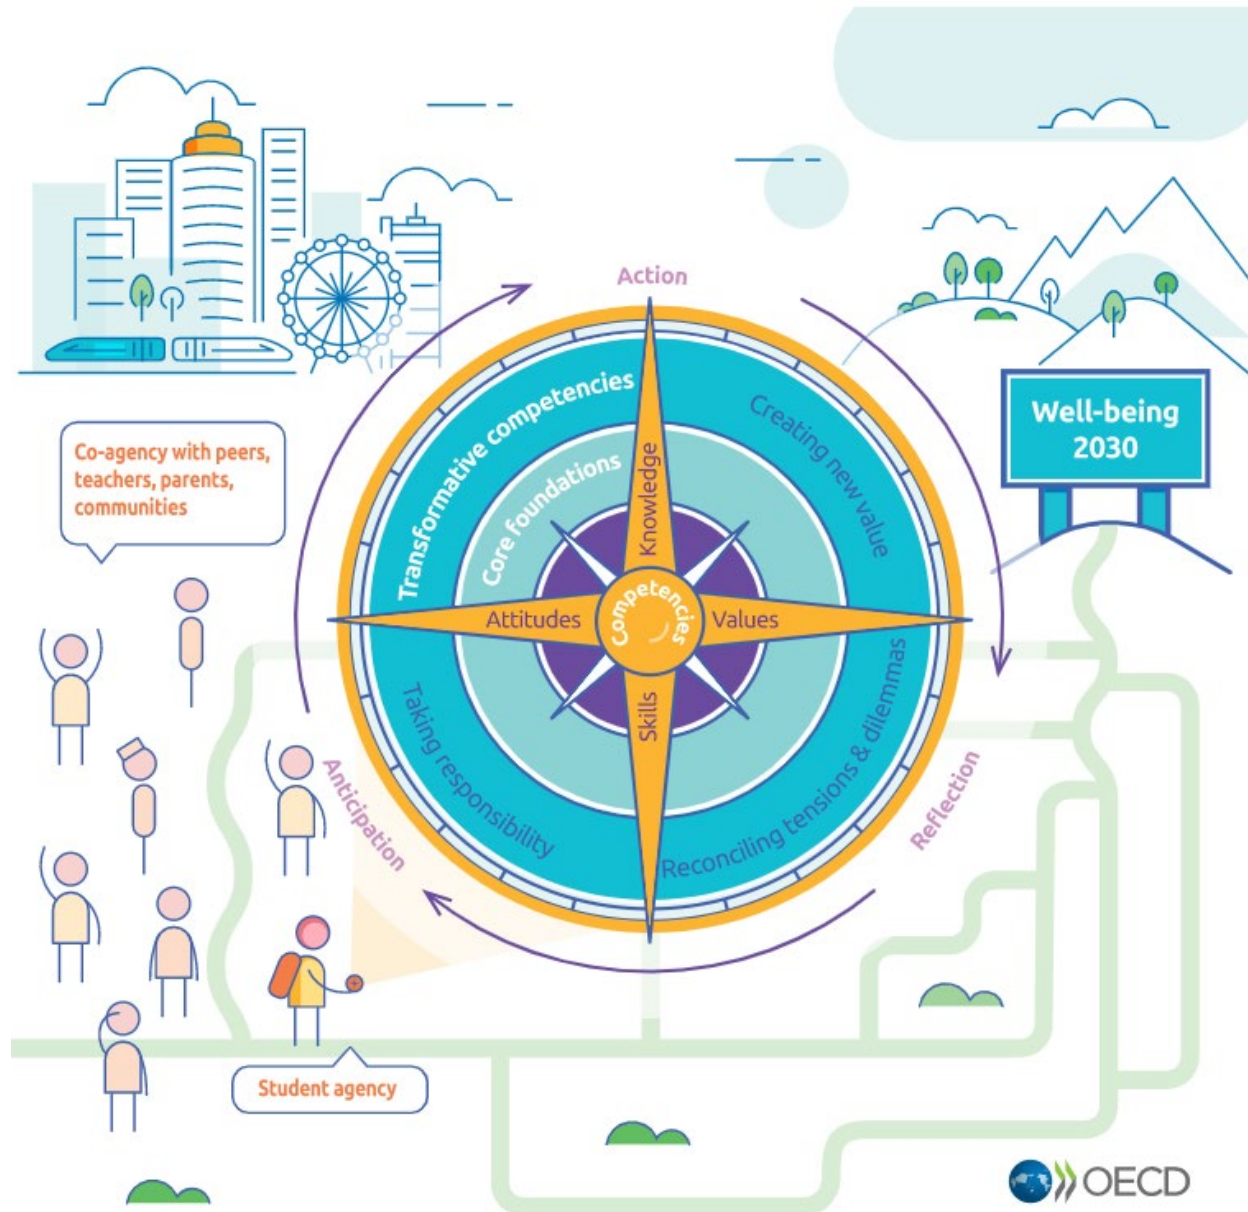 Action
Well-being
2030
Co-agency with peers,
teachers, parents,
communities
Transformative competencies
Creating new value
Core foundations
Knowledge
Attitudes
Competencies
Values
Skills
Taking responsibility
Reconciling tensions & dilemmas
Anticipation
Reflection
Student agency
OECD